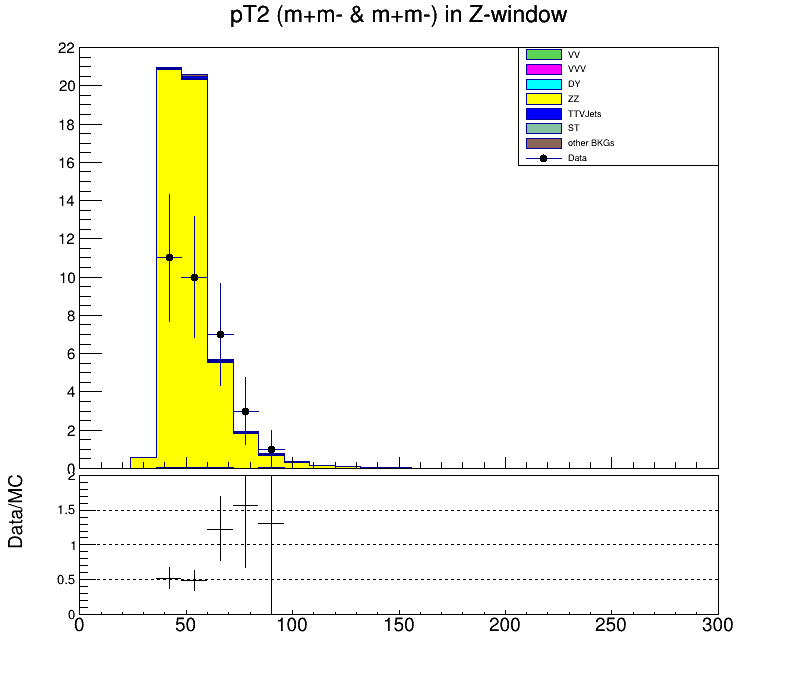 pT2 (m+m- & m+m-) in Z-window
22
20
18
16
14
12
10
8
6
4
2
0
VV
VVV
DY
ZZ
TTVJets
ST
other BKGs
Data
Data/MC
2
1.5
1
0.5
0
0 50 100 150 200 250 300